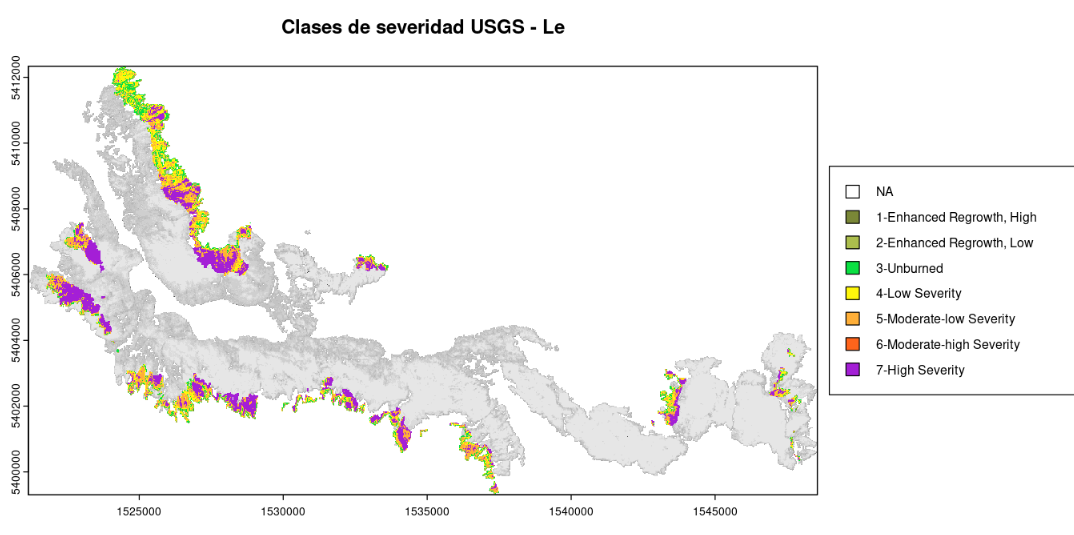 Clases de severidad USGS - Le
5412000
5410000
5408000
5406000
5404000
5402000
5400000
1525000
1530000
1535000
1540000
1545000
NA
1-Enhanced Regrowth, High
2-Enhanced Regrowth, Low
3-Unburned
4-Low Severity
5-Moderate-low Severity
6-Moderate-high Severity
7-High Severity